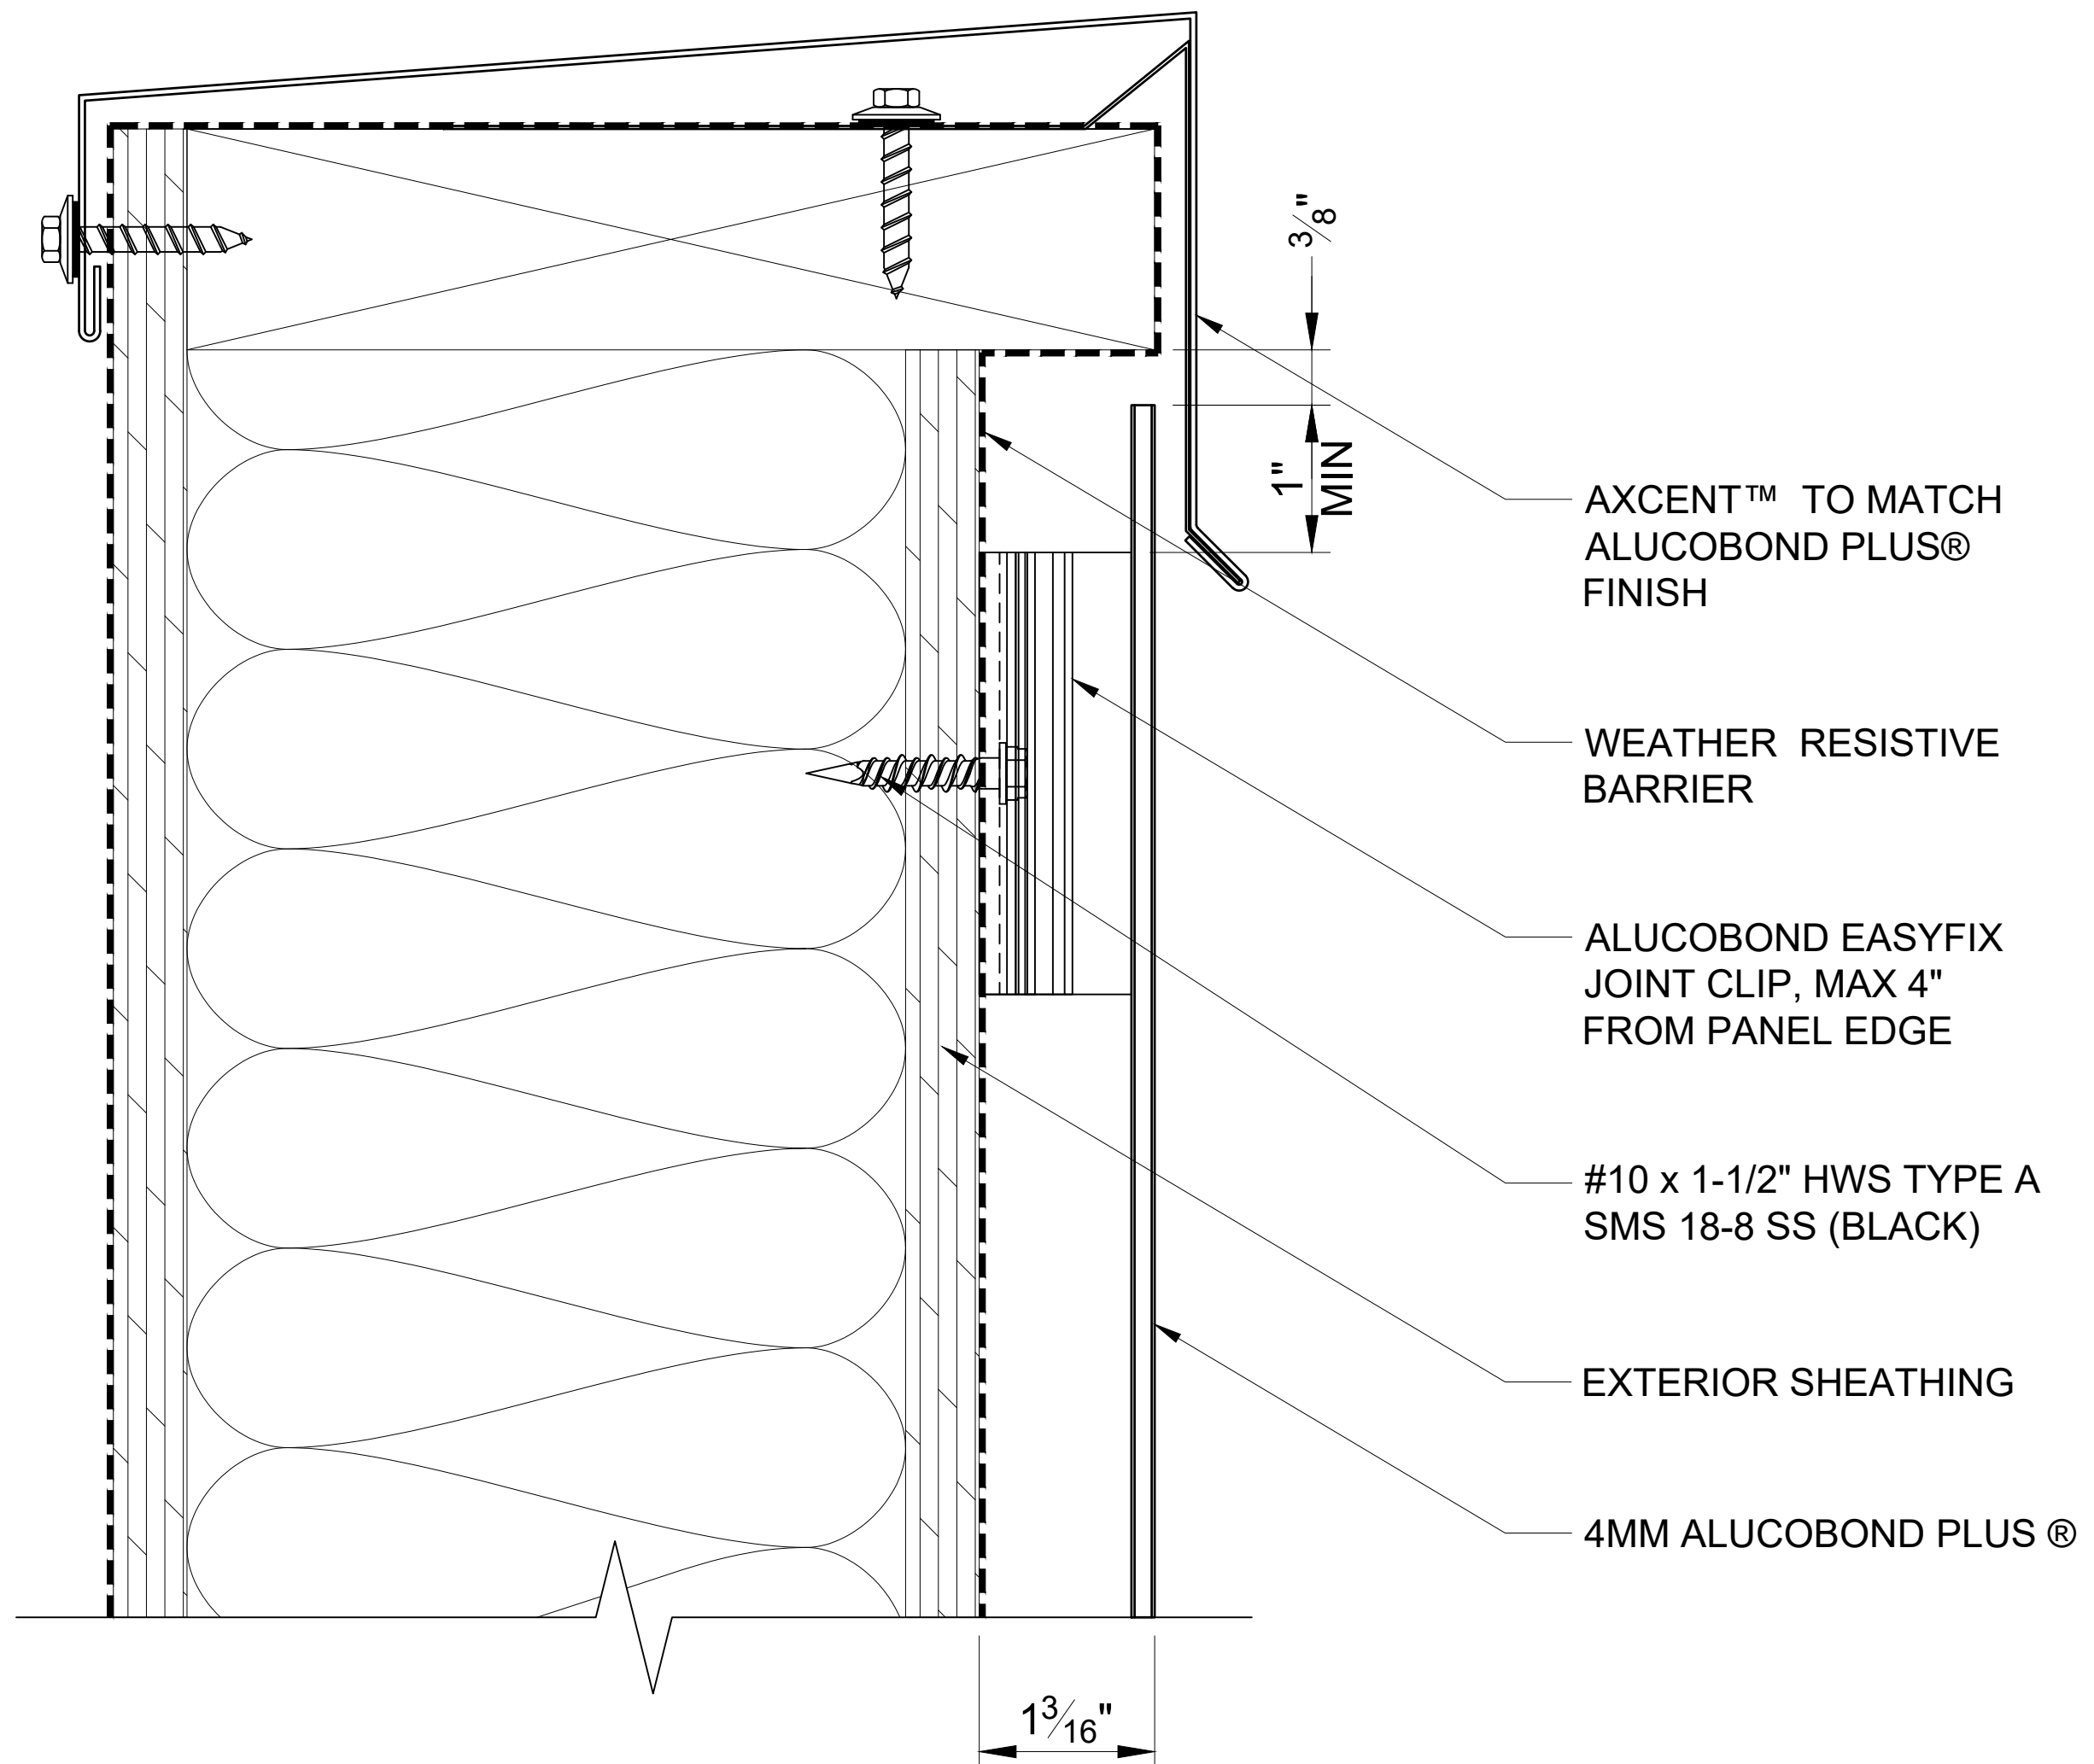 3/8"
1"
MIN
AXCENT™ TO MATCH
ALUCOBOND PLUS®
FINISH
WEATHER RESISTIVE
BARRIER
ALUCOBOND EASYFIX
JOINT CLIP, MAX 4"
FROM PANEL EDGE
#10 x 1-1/2" HWS TYPE A
SMS 18-8 SS (BLACK)
EXTERIOR SHEATHING
4MM ALUCOBOND PLUS ®
1 3/16"